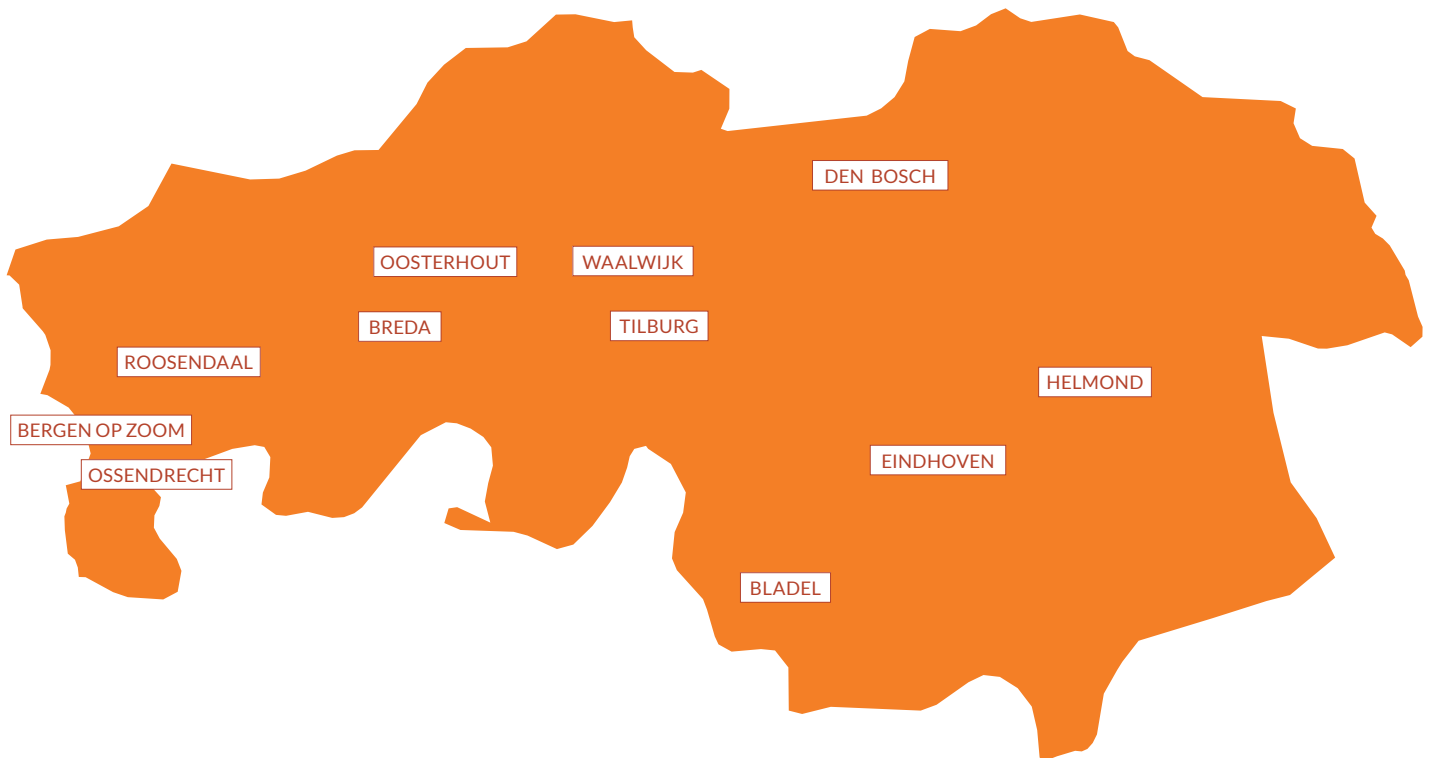 DEN BOSCH
OOSTERHOUT
WAALWIJK
BREDA
TILBURG
ROOSENDAAL
HELMOND
BERGEN OP ZOOM
EINDHOVEN
OSSENDRECHT
BLADEL